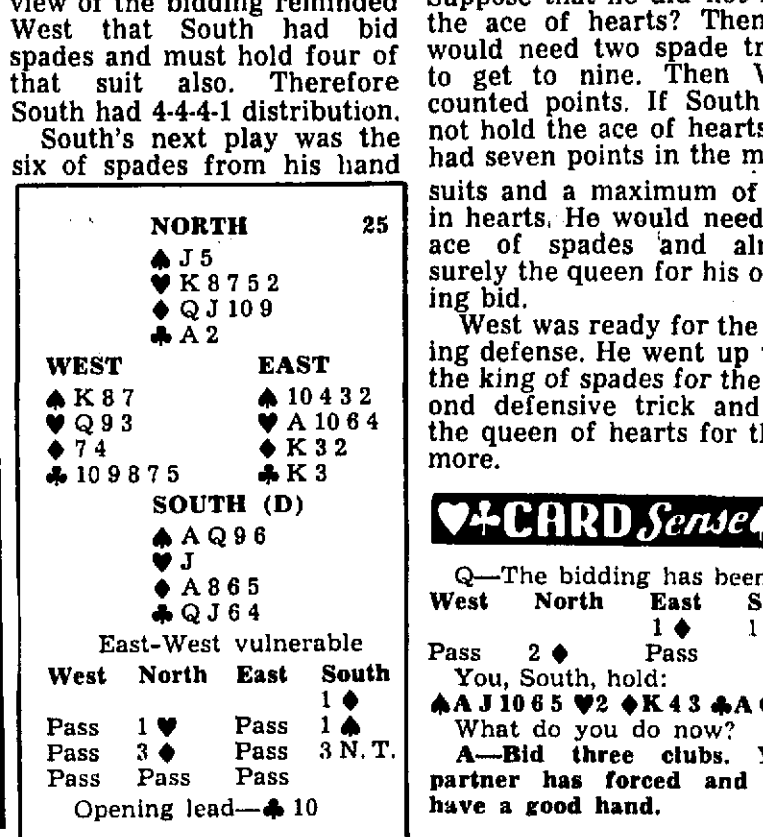 view of the bidding reminded
West that South had bid
spades and must hold four of
that suit also. Therefore
South had 4-4-4-1 distribution.
South's next play was the
six of spades from his hand
NORTH 25
♠ J 5
♥ K 8 7 5 2
♦ Q J 10 9
♣ A 2
WEST EAST
♠ K 8 7 ♠ 10 4 3 2
♥ Q 9 3 ♥ A 10 6 4
♦ 7 4 ♦ K 3 2
♣ 10 9 8 7 5 ♣ K 3
SOUTH (D)
♠ A Q 9 6
♥ J
♦ A 8 6 5
♣ Q J 6 4
East-West vulnerable
West North East South
1 ♦
Pass 1 ♥ Pass 1 ♠
Pass 3 ♦ Pass 3 N. T.
Pass Pass Pass
Opening lead—♣ 10
the ace of hearts? Then
would need two spade
to get to nine. Then
counted points. If South
not hold the ace of hearts
had seven points in the
suits and a maximum of
in hearts. He would need
ace of spades and
surely the queen for his
ing bid.
West was ready for the
ing defense. He went up
the king of spades for the
ond defensive trick and
the queen of hearts for
more.
♥♣CARD Sense♠
Q—The bidding has been
West North East S
1 ♦ 1
Pass 2 ♦ Pass
You, South, hold:
♠A J 10 6 5 ♥2 ♦K 4 3 ♣A
What do you do now?
A—Bid three clubs.
partner has forced and
have a good hand.